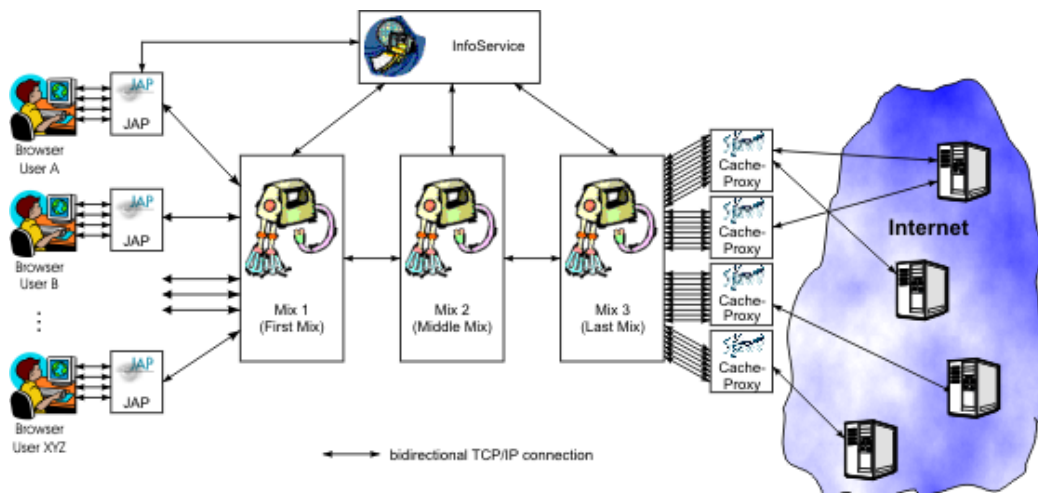 InfoService
JAP
JAP
Browser
User A
JAP
JAP
Browser
User B
JAP
JAP
Browser
User XYZ
Mix 1
(First Mix)
Mix 2
(Middle Mix)
Mix 3
(Last Mix)
Cache-
Proxy
Cache-
Proxy
Cache-
Proxy
Cache-
Proxy
Internet
bidirectional TCP/IP connection